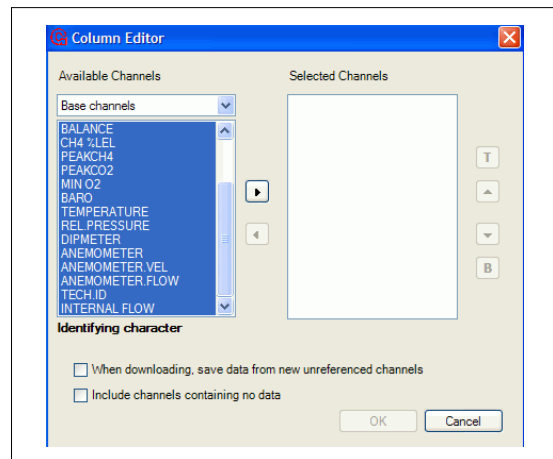 Column Editor
Available Channels
Selected Channels
Base channels
BALANCE
CH4 %LEL
PEAKCH4
PEAKCO2
MIN O2
BARO
TEMPERATURE
REL.PRESSURE
DIPMETER
ANEMOMETER
ANEMOMETER.VEL
ANEMOMETER.FLOW
TECH.ID
INTERNAL FLOW
T
B
Identifying character
When downloading, save data from new unreferenced channels
Include channels containing no data
OK
Cancel